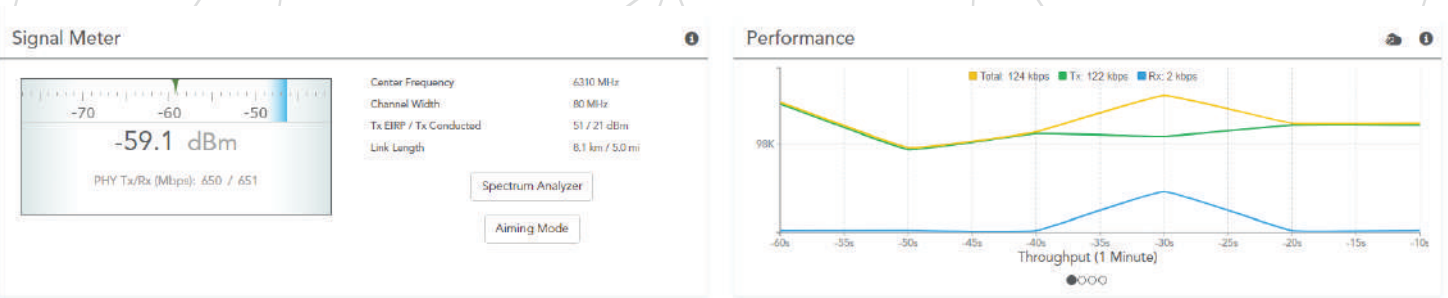 Signal Meter
-70 -60 -50
-59.1 dBm
PHY Tx/Rx (Mbps): 650 / 651
Center Frequency 6310 MHz
Channel Width 80 MHz
Tx EIRP / Tx Conducted 51 / 21 dBm
Link Length 8.1 km / 5.0 mi
Spectrum Analyzer
Aiming Mode
Performance
Total: 124 kbps Tx: 122 kbps Rx: 2 kbps
98K
-60s -55s -50s -45s -40s -35s -30s -25s -20s -15s -10s
Throughput (1 Minute)